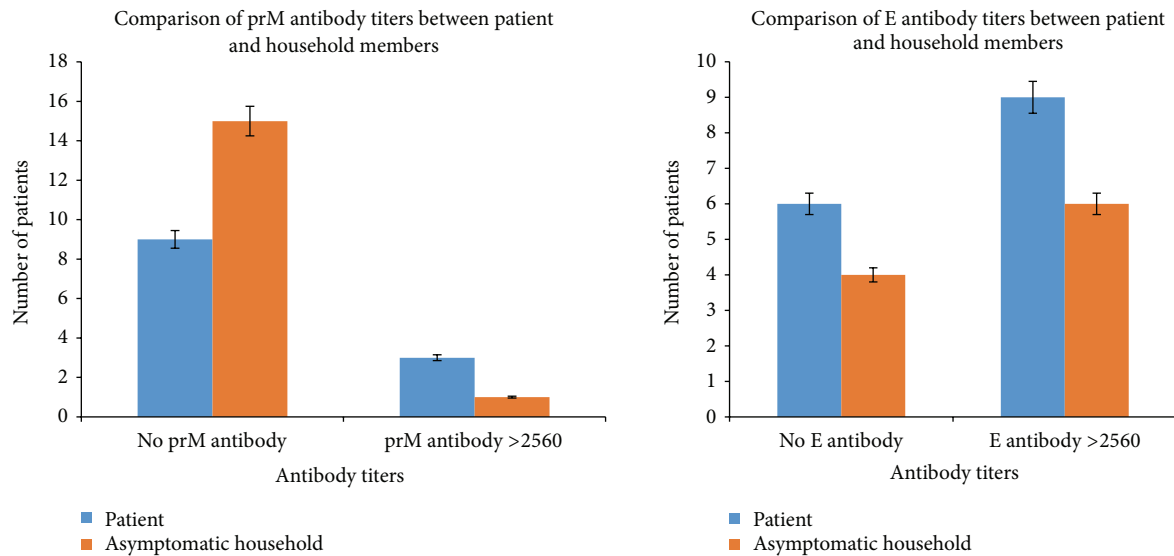 Comparison of prM antibody titers between patient
and household members
18
16
14
12
10
8
6
4
2
0
Number of patients
No prM antibody
prM antibody >2560
Antibody titers
Patient
Asymptomatic household
Comparison of E antibody titers between patient
and household members
10
9
8
7
6
5
4
3
2
1
0
Number of patients
No E antibody
E antibody >2560
Antibody titers
Patient
Asymptomatic household